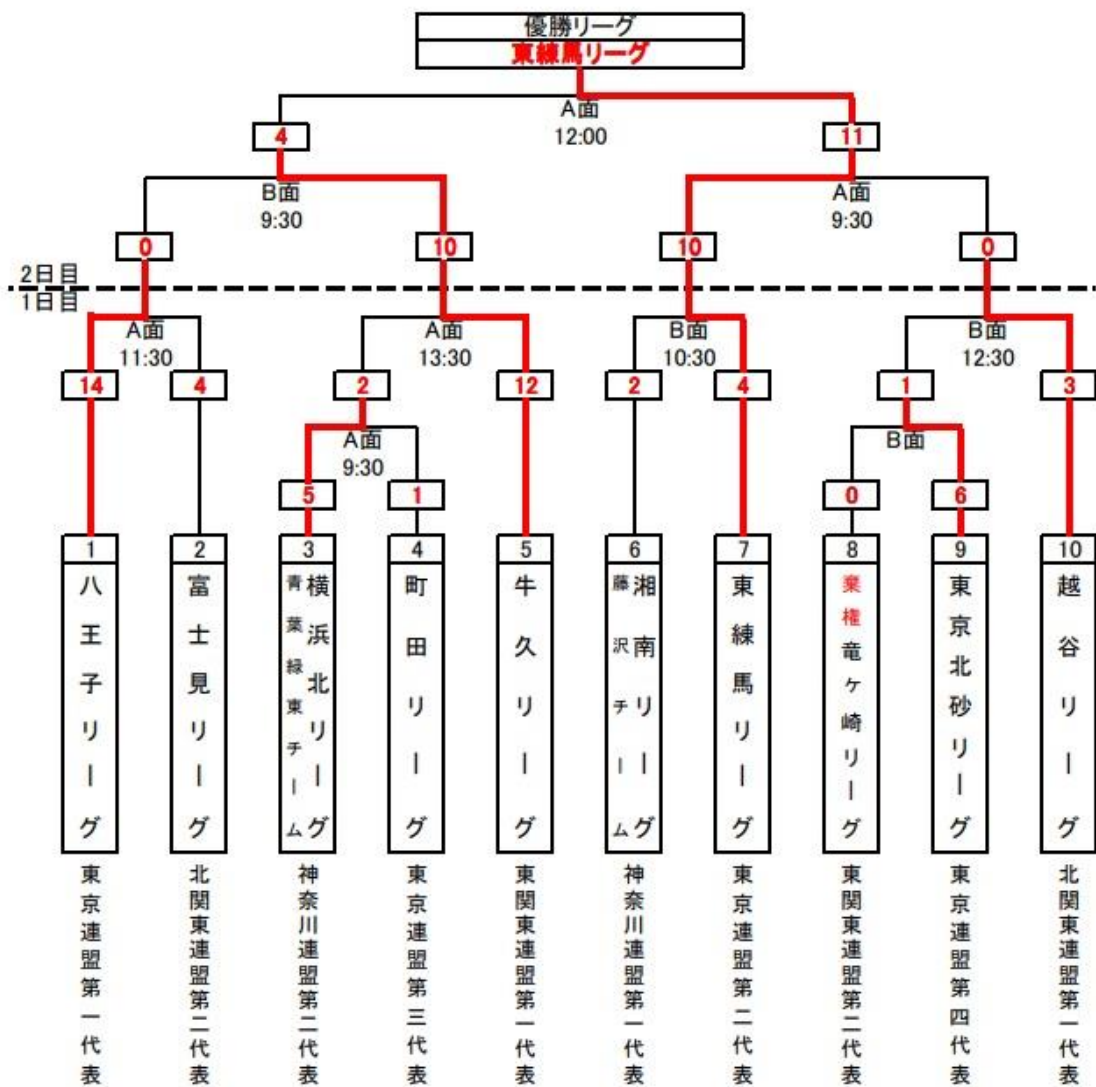 優勝リーグ
東練馬リーグ
A面
12:00
4
11
B面
9:30
A面
9:30
0
10
10
0
2日目
1日目
A面
11:30
A面
13:30
B面
10:30
B面
12:30
14
4
2
12
2
4
1
3
A面
9:30
B面
5
1
0
6
1
2
3
4
5
6
7
8
9
10
八王子リーグ
富士見リーグ
横浜北リーグ
青葉緑東チーム
町田リーグ
牛久リーグ
湘南リーグ
藤沢チーム
東練馬リーグ
棄権竜ヶ崎リーグ
東京北砂リーグ
越谷リーグ
東京連盟第一代表
北関東連盟第二代表
神奈川連盟第二代表
東京連盟第三代表
東関東連盟第一代表
神奈川連盟第一代表
東京連盟第二代表
東関東連盟第二代表
東京連盟第四代表
北関東連盟第一代表